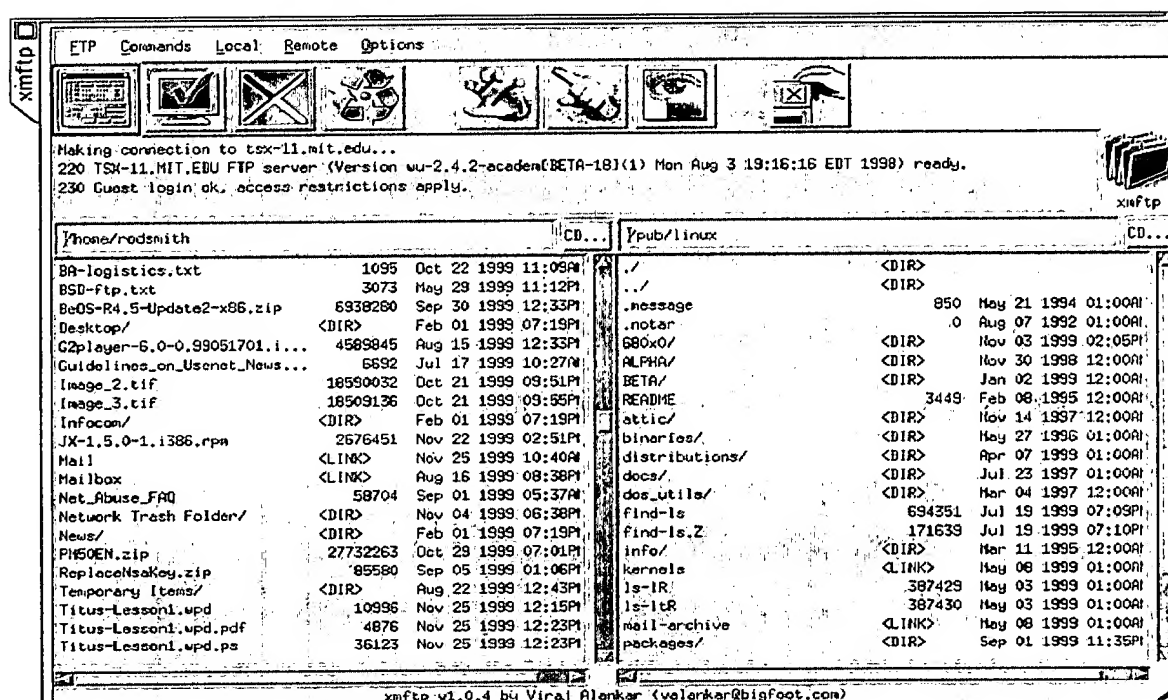 xmftp
FTP Commands Local Remote Options
Making connection to tsx-11.mit.edu...
220 TSX-11.MIT.EDU FTP server (Version wu-2.4.2-academ[BETA-18](1) Mon Aug 3 19:16:16 EDT 1998) ready.
230 Guest login ok, access restrictions apply.
xmftp
/home/rodsmith CD...
BA-logistics.txt 1095 Oct 22 1999 11:09AM
BSD-ftp.txt 3073 May 29 1999 11:12PM
BeOS-R4.5-Update2-x86.zip 6938280 Sep 30 1999 12:33PM
Desktop/ <DIR> Feb 01 1999 07:19PM
G2player-6.0-0.99051701.i... 4589845 Aug 15 1999 12:33PM
Guidelines_on_Usenet_News... 6692 Jul 17 1999 10:27AM
Image_2.tif 18590032 Oct 21 1999 09:51PM
Image_3.tif 18509136 Oct 21 1999 09:55PM
Infocom/ <DIR> Feb 01 1999 07:19PM
JX-1.5.0-1.i386.rpm 2676451 Nov 22 1999 02:51PM
Mail <LINK> Nov 25 1999 10:40AM
Mailbox <LINK> Aug 16 1999 08:38PM
Net_Abuse_FAQ 58704 Sep 01 1999 05:37AM
Network Trash Folder/ <DIR> Nov 04 1999 06:38PM
News/ <DIR> Feb 01 1999 07:19PM
PM50EN.zip 27732263 Oct 29 1999 07:01PM
ReplaceNsaKey.zip 85580 Sep 05 1999 01:06PM
Temporary Items/ <DIR> Aug 22 1999 12:43PM
Titus-Lesson1.wpd 10996 Nov 25 1999 12:15PM
Titus-Lesson1.wpd.pdf 4876 Nov 25 1999 12:23PM
Titus-Lesson1.wpd.ps 36123 Nov 25 1999 12:23PM
/pub/linux CD...
./ <DIR>
../ <DIR>
.message 850 May 21 1994 01:00AM
.notar 0 Aug 07 1992 01:00AM
680x0/ <DIR> Nov 03 1999 02:05PM
ALPHA/ <DIR> Nov 30 1998 12:00AM
BETA/ <DIR> Jan 02 1999 12:00AM
README 3449 Feb 08 1995 12:00AM
attic/ <DIR> Nov 14 1997 12:00AM
binaries/ <DIR> May 27 1996 01:00AM
distributions/ <DIR> Apr 07 1999 01:00AM
docs/ <DIR> Jul 23 1997 01:00AM
dos_utils/ <DIR> Mar 04 1997 12:00AM
find-ls 694351 Jul 19 1999 07:09PM
find-ls.Z 171639 Jul 19 1999 07:10PM
info/ <DIR> Mar 11 1995 12:00AM
kernels <LINK> May 08 1999 01:00AM
ls-lR 387429 May 03 1999 01:00AM
ls-ltR 387430 May 03 1999 01:00AM
mail-archive <LINK> May 08 1999 01:00AM
packages/ <DIR> Sep 01 1999 11:35PM
xmftp v1.0.4 by Viraj Alankar (valankar@bigfoot.com)